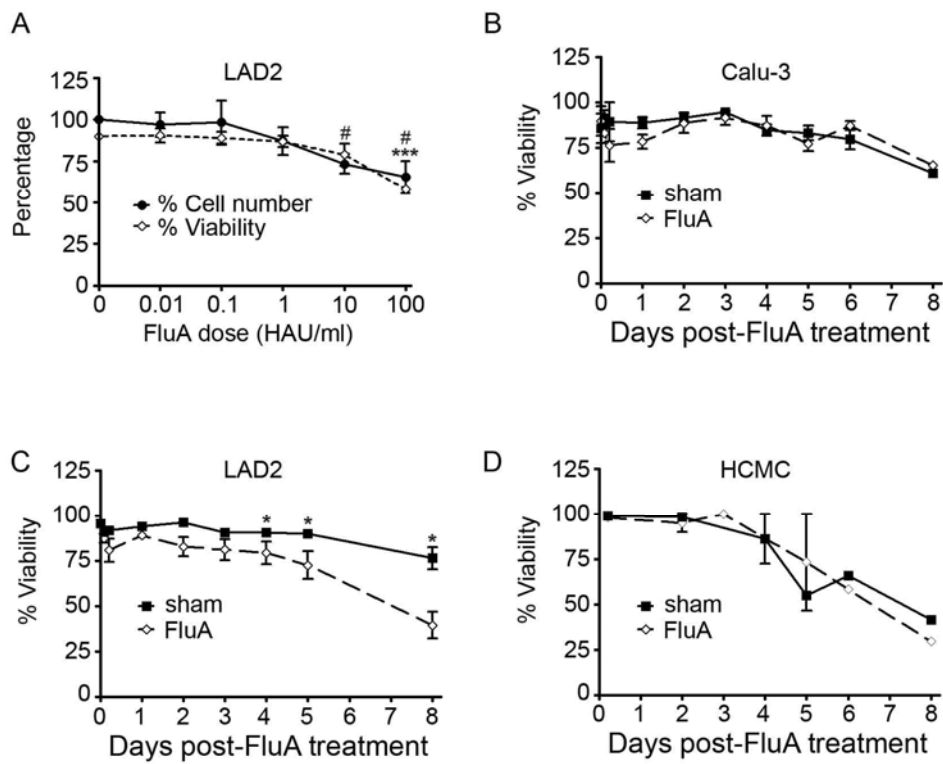 A
LAD2
125
100
75
50
25
0
Percentage
#
#
***
% Cell number
% Viability
0 0.01 0.1 1 10 100
FluA dose (HAU/ml)
B
Calu-3
125
100
75
50
25
0
% Viability
sham
FluA
0 1 2 3 4 5 6 7 8
Days post-FluA treatment
C
LAD2
125
100
75
50
25
0
% Viability
* * *
sham
FluA
0 1 2 3 4 5 6 7 8
Days post-FluA treatment
D
HCMC
125
100
75
50
25
0
% Viability
sham
FluA
0 1 2 3 4 5 6 7 8
Days post-FluA treatment